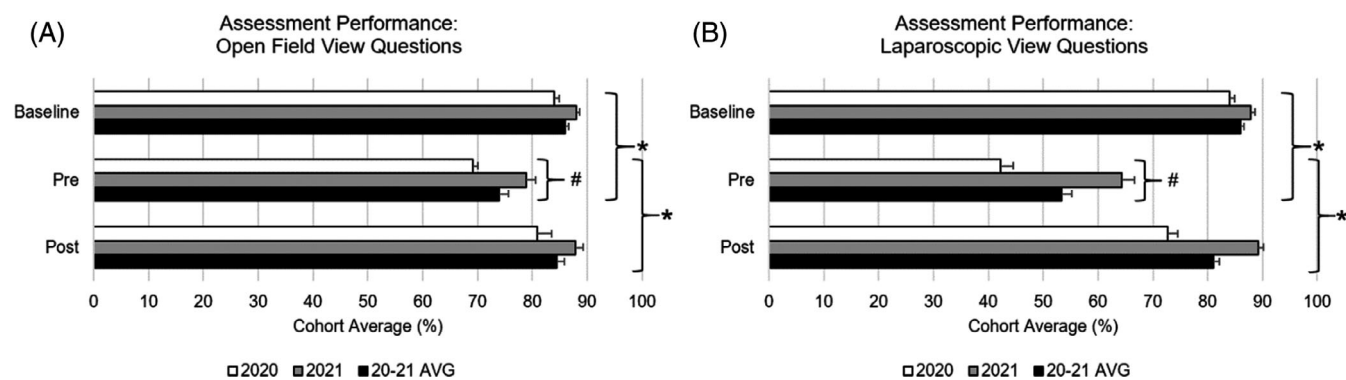 (A)
Assessment Performance:
Open Field View Questions
Baseline
Pre
Post
#
*
*
0 10 20 30 40 50 60 70 80 90 100
Cohort Average (%)
2020 2021 20-21 AVG
(B)
Assessment Performance:
Laparoscopic View Questions
Baseline
Pre
Post
#
*
*
0 10 20 30 40 50 60 70 80 90 100
Cohort Average (%)
2020 2021 20-21 AVG